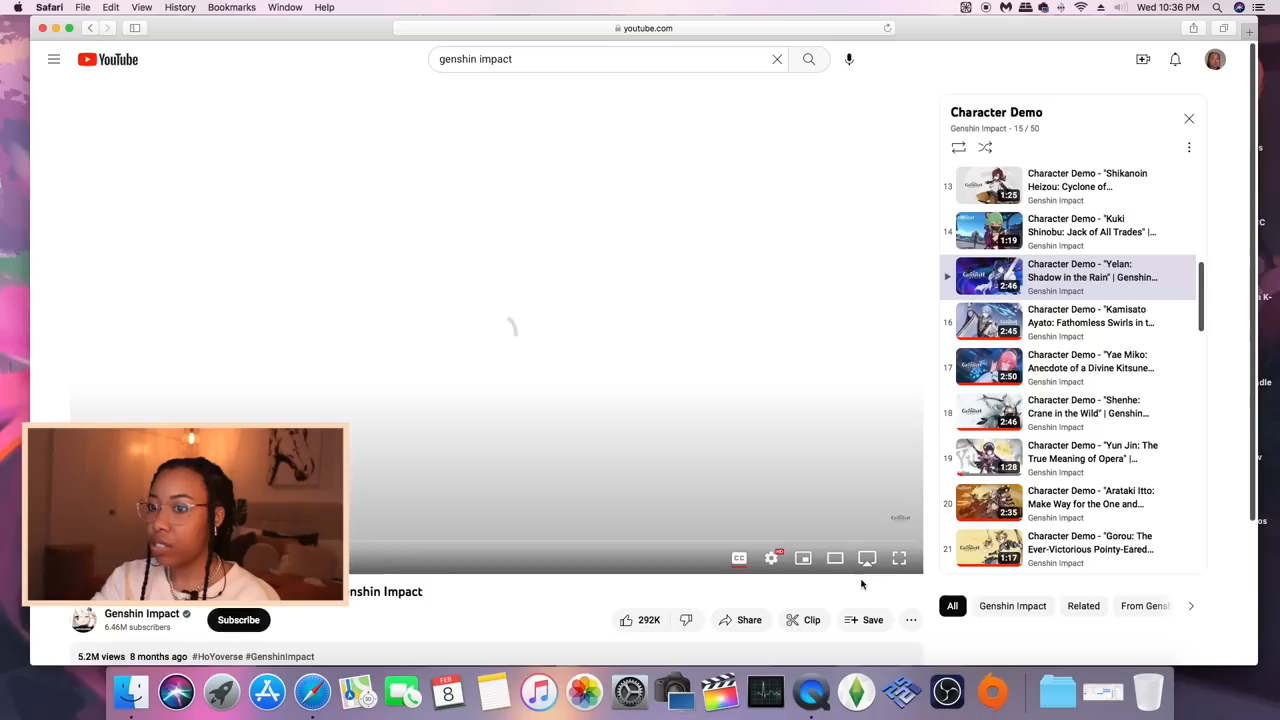 Safari File Edit View History Bookmarks Window Help Wed 10:36 PM
youtube.com
YouTube genshin impact
Character Demo
Genshin Impact - 15 / 50
13 Character Demo - "Shikanoin
Heizou: Cyclone of...
1:25
Genshin Impact
14 Character Demo - "Kuki
Shinobu: Jack of All Trades" |...
1:19
Genshin Impact
Character Demo - "Yelan:
Shadow in the Rain" | Genshin...
2:46
Genshin Impact
16 Character Demo - "Kamisato
Ayato: Fathomless Swirls in t...
2:45
Genshin Impact
17 Character Demo - "Yae Miko:
Anecdote of a Divine Kitsune...
2:50
Genshin Impact
18 Character Demo - "Shenhe:
Crane in the Wild" | Genshin...
2:46
Genshin Impact
19 Character Demo - "Yun Jin: The
True Meaning of Opera" |...
1:28
Genshin Impact
20 Character Demo - "Arataki Itto:
Make Way for the One and...
2:35
Genshin Impact
21 Character Demo - "Gorou: The
Ever-Victorious Pointy-Eared...
1:17
Genshin Impact
CC HD
nshin Impact
Genshin Impact
6.46M subscribers
Subscribe
292K Share Clip Save
All Genshin Impact Related From Gensh
5.2M views 8 months ago #HoYoverse #GenshinImpact
FEB
8